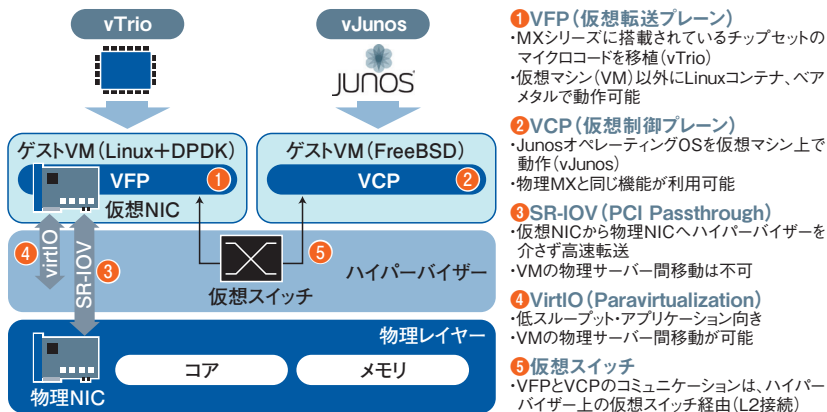 vTrio
vJunos
JUNOS
ゲストVM(Linux+DPDK)
VFP ❶
仮想NIC
ゲストVM(FreeBSD)
VCP ❷
❹ virtIO
SR-IOV ❸
❺
仮想スイッチ
ハイパーバイザー
物理レイヤー
コア
メモリ
物理NIC
❶VFP(仮想転送プレーン)
・MXシリーズに搭載されているチップセットの
マイクロコードを移植(vTrio)
・仮想マシン(VM)以外にLinuxコンテナ、ベア
メタルで動作可能
❷VCP(仮想制御プレーン)
・JunosオペレーティングOSを仮想マシン上で
動作(vJunos)
・物理MXと同じ機能が利用可能
❸SR-IOV(PCI Passthrough)
・仮想NICから物理NICへハイパーバイザーを
介さず高速転送
・VMの物理サーバー間移動は不可
❹VirtIO(Paravirtualization)
・低スループット・アプリケーション向き
・VMの物理サーバー間移動が可能
❺仮想スイッチ
・VFPとVCPのコミュニケーションは、ハイパー
バイザー上の仮想スイッチ経由(L2接続)